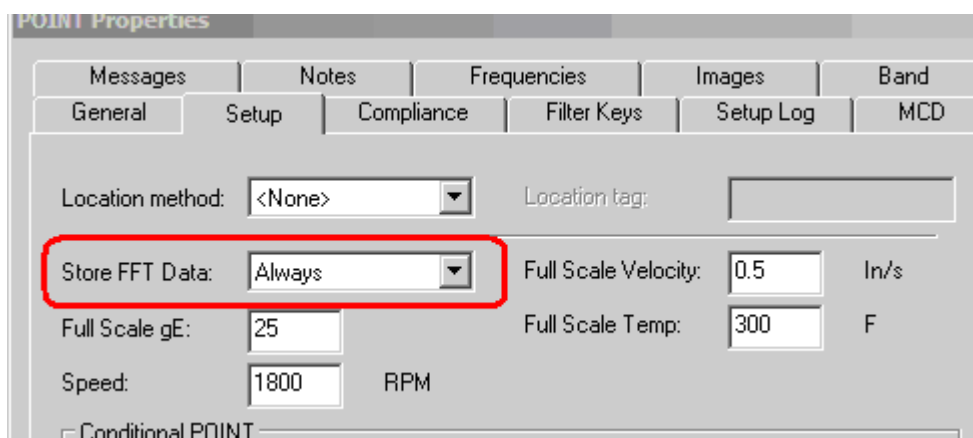 POINT Properties
Messages Notes Frequencies Images Band
General Setup Compliance Filter Keys Setup Log MCD
Location method: <None> Location tag:
Store FFT Data: Always Full Scale Velocity: 0.5 In/s
Full Scale gE: 25 Full Scale Temp: 300 F
Speed: 1800 RPM
Conditional POINT